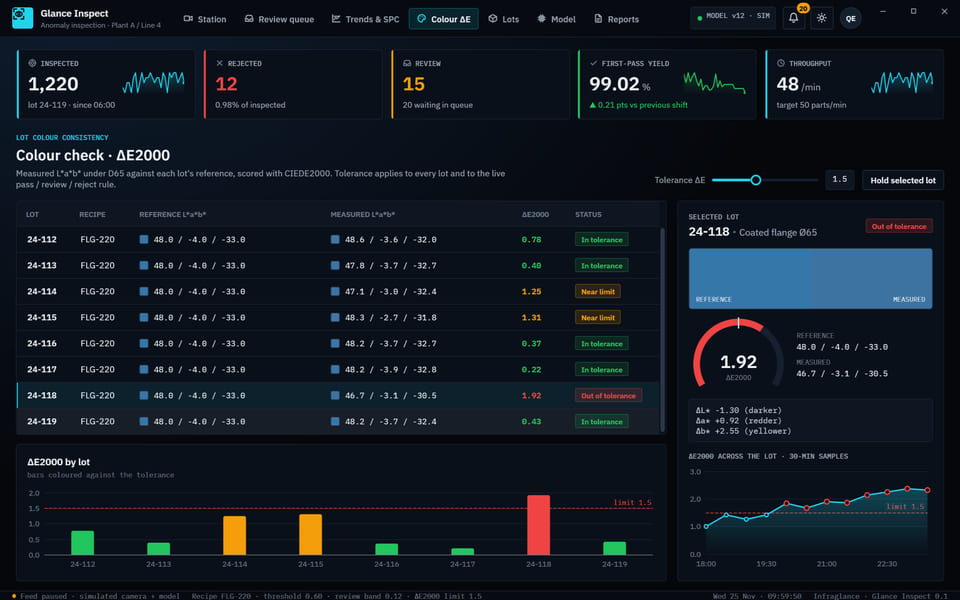 Glance Inspect
Anomaly inspection · Plant A / Line 4
Station
Review queue
Trends & SPC
Colour ΔE
Lots
Model
Reports
MODEL v12 · SIM
20
QE
INSPECTED
1,220
lot 24-119 · since 06:00
REJECTED
12
0.98% of inspected
REVIEW
15
20 waiting in queue
FIRST-PASS YIELD
99.02 %
▲ 0.21 pts vs previous shift
THROUGHPUT
48 /min
target 50 parts/min
LOT COLOUR CONSISTENCY
Colour check · ΔE2000
Measured L*a*b* under D65 against each lot's reference, scored with CIEDE2000. Tolerance applies to every lot and to the live
pass / review / reject rule.
Tolerance ΔE
1.5
Hold selected lot
LOT RECIPE REFERENCE L*a*b* MEASURED L*a*b* ΔE2000 STATUS
24-112 FLG-220 48.0 / -4.0 / -33.0 48.6 / -3.6 / -32.0 0.78 In tolerance
24-113 FLG-220 48.0 / -4.0 / -33.0 47.8 / -3.7 / -32.7 0.40 In tolerance
24-114 FLG-220 48.0 / -4.0 / -33.0 47.1 / -3.0 / -32.4 1.25 Near limit
24-115 FLG-220 48.0 / -4.0 / -33.0 48.3 / -2.7 / -31.8 1.31 Near limit
24-116 FLG-220 48.0 / -4.0 / -33.0 48.2 / -3.7 / -32.7 0.37 In tolerance
24-117 FLG-220 48.0 / -4.0 / -33.0 48.2 / -3.9 / -32.8 0.22 In tolerance
24-118 FLG-220 48.0 / -4.0 / -33.0 46.7 / -3.1 / -30.5 1.92 Out of tolerance
24-119 FLG-220 48.0 / -4.0 / -33.0 48.2 / -3.7 / -32.4 0.43 In tolerance
ΔE2000 by lot
bars coloured against the tolerance
2.0
1.5
1.0
0.5
0.0
limit 1.5
24-112 24-113 24-114 24-115 24-116 24-117 24-118 24-119
SELECTED LOT
24-118 · Coated flange Ø65
Out of tolerance
REFERENCE
MEASURED
1.92
ΔE2000
REFERENCE
48.0 / -4.0 / -33.0
MEASURED
46.7 / -3.1 / -30.5
ΔL* -1.30 (darker)
Δa* +0.92 (redder)
Δb* +2.55 (yellower)
ΔE2000 ACROSS THE LOT · 30-MIN SAMPLES
3.0
2.0
1.0
0.0
limit 1.5
18:00 19:30 21:00 22:30
Feed paused · simulated camera + model Recipe FLG-220 · threshold 0.60 · review band 0.12 · ΔE2000 limit 1.5
Wed 25 Nov · 09:59:50 Infraglance · Glance Inspect 0.1